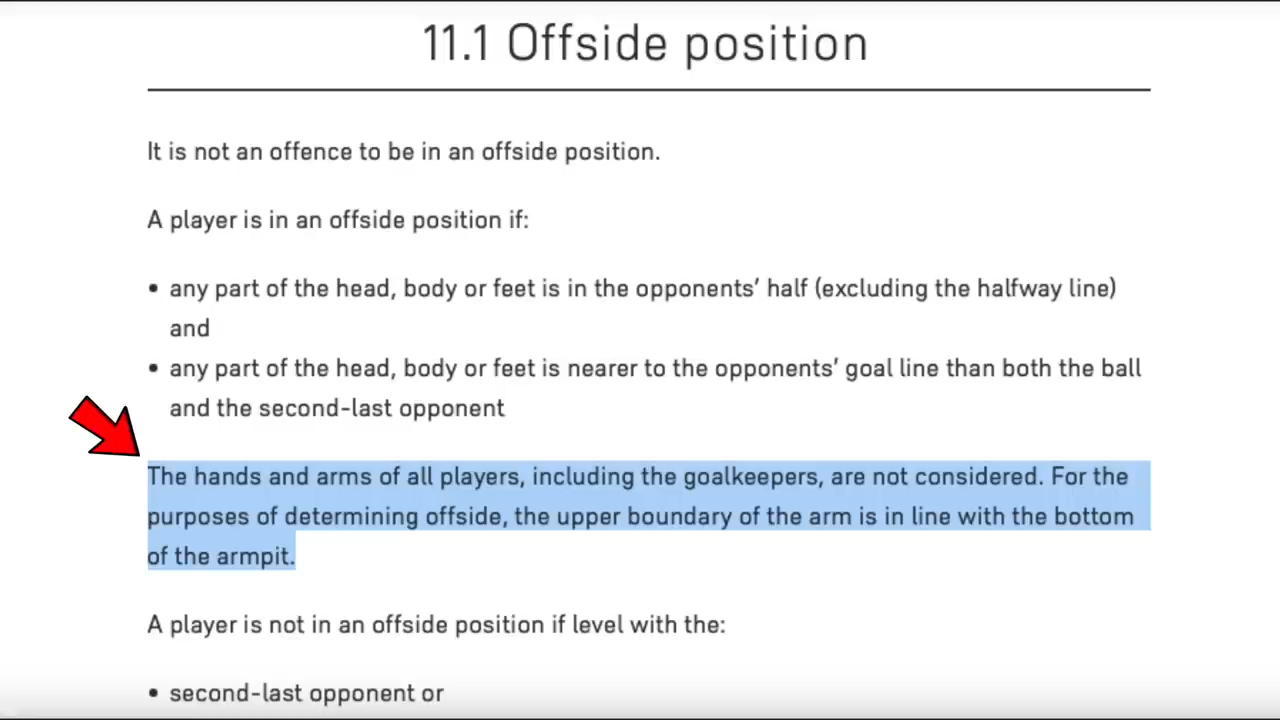 11.1 Offside position
It is not an offence to be in an offside position.
A player is in an offside position if:
• any part of the head, body or feet is in the opponents’ half (excluding the halfway line)
and
• any part of the head, body or feet is nearer to the opponents’ goal line than both the ball
and the second-last opponent
The hands and arms of all players, including the goalkeepers, are not considered. For the
purposes of determining offside, the upper boundary of the arm is in line with the bottom
of the armpit.
A player is not in an offside position if level with the:
• second-last opponent or